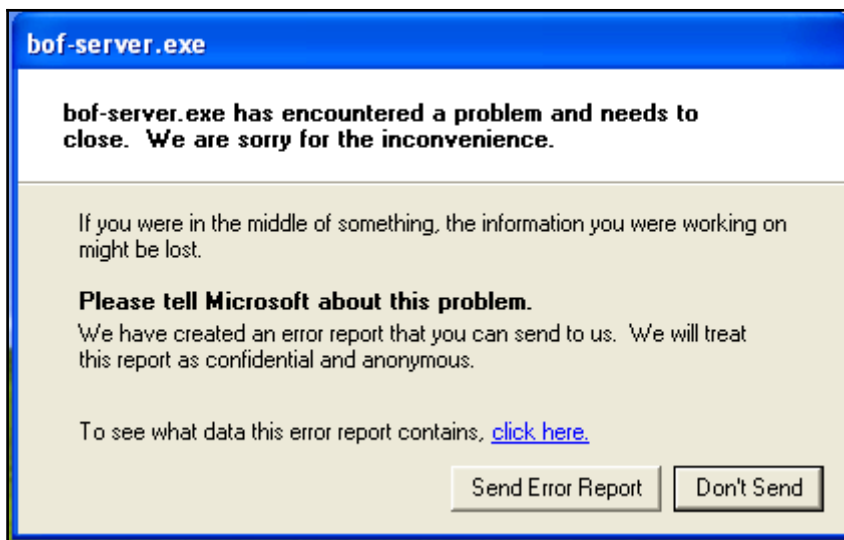 bof-server.exe
bof-server.exe has encountered a problem and needs to
close.  We are sorry for the inconvenience.
If you were in the middle of something, the information you were working on
might be lost.
Please tell Microsoft about this problem.
We have created an error report that you can send to us.  We will treat
this report as confidential and anonymous.
To see what data this error report contains, click here.
Send Error Report
Don't Send